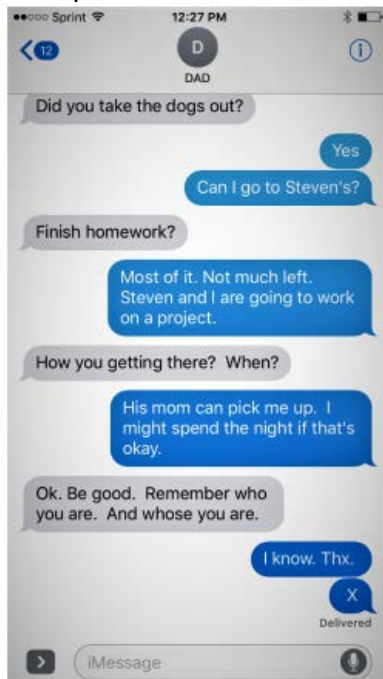 Sprint 12:27 PM
12
D
DAD
Did you take the dogs out?
Yes
Can I go to Steven's?
Finish homework?
Most of it. Not much left.
Steven and I are going to work
on a project.
How you getting there? When?
His mom can pick me up. I
might spend the night if that's
okay.
Ok. Be good. Remember who
you are. And whose you are.
I know. Thx.
X
Delivered
iMessage